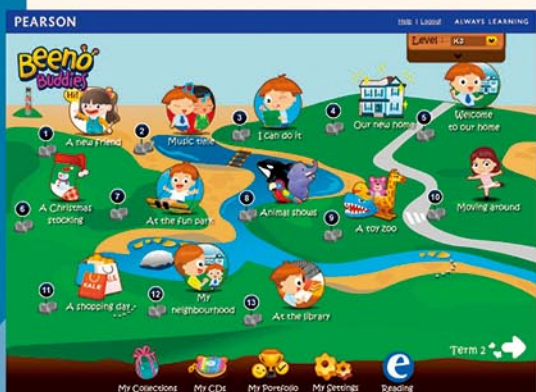 PEARSON
Help | Logout ALWAYS LEARNING
Level : K3
Beeno
Buddies
Hi!
1
A new friend
2
Music time
3
I can do it
4
Our new home
5
Welcome
to our home
6
A Christmas
stocking
7
At the fun park
8
Animal shows
9
A toy zoo
10
Moving around
11
SALE
A shopping day
12
My
neighbourhood
13
At the library
Term 2
My Collections
My CDs
My Portfolio
My Settings
e
Reading